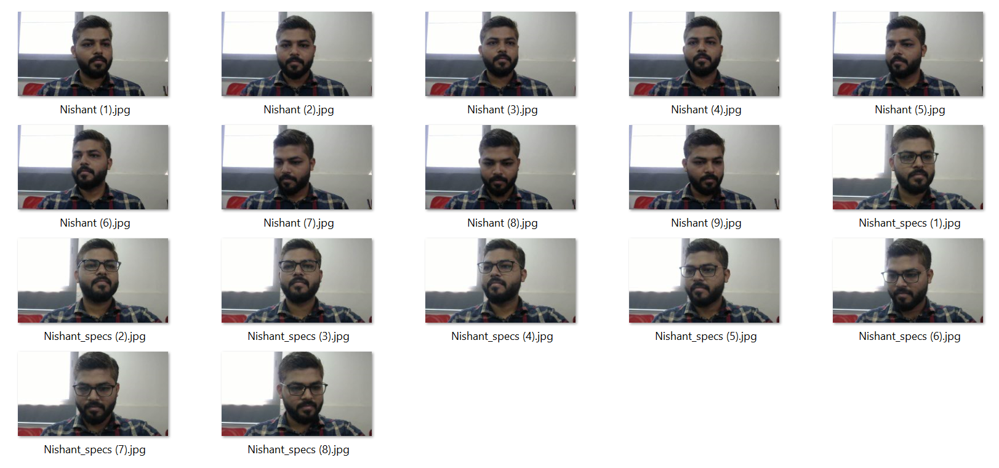 Nishant (1).jpg
Nishant (2).jpg
Nishant (3).jpg
Nishant (4).jpg
Nishant (5).jpg
Nishant (6).jpg
Nishant (7).jpg
Nishant (8).jpg
Nishant (9).jpg
Nishant_specs (1).jpg
Nishant_specs (2).jpg
Nishant_specs (3).jpg
Nishant_specs (4).jpg
Nishant_specs (5).jpg
Nishant_specs (6).jpg
Nishant_specs (7).jpg
Nishant_specs (8).jpg